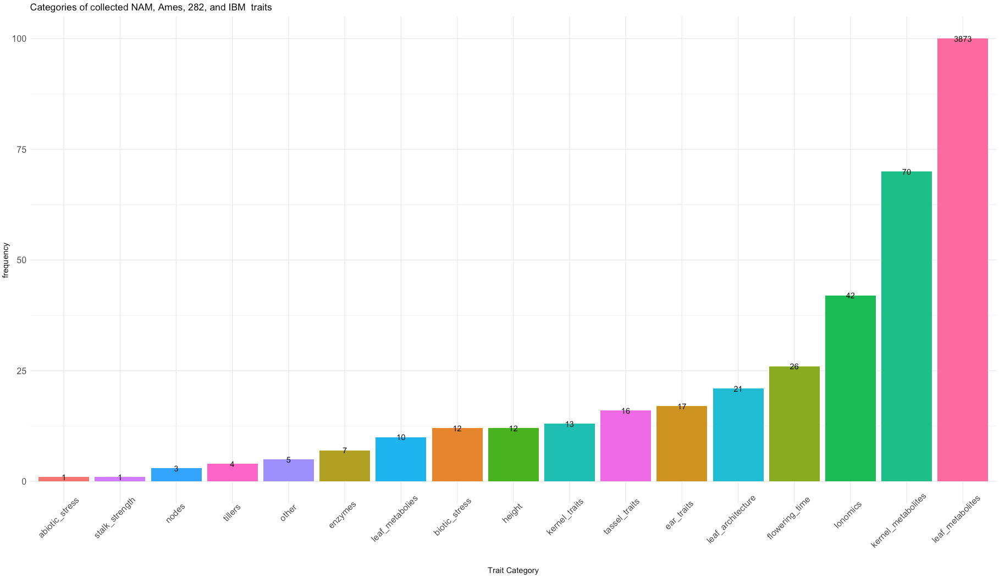 Categories of collected NAM, Ames, 282, and IBM  traits
frequency
100
75
50
25
0
1
1
3
4
5
7
10
12
12
13
16
17
21
26
42
70
3873
abiotic_stress
stalk_strength
nodes
tillers
other
enzymes
leaf_metabolies
biotic_stress
height
kernel_traits
tassel_traits
ear_traits
leaf_architecture
flowering_time
Ionomics
kernel_metabolites
leaf_metabolites
Trait Category